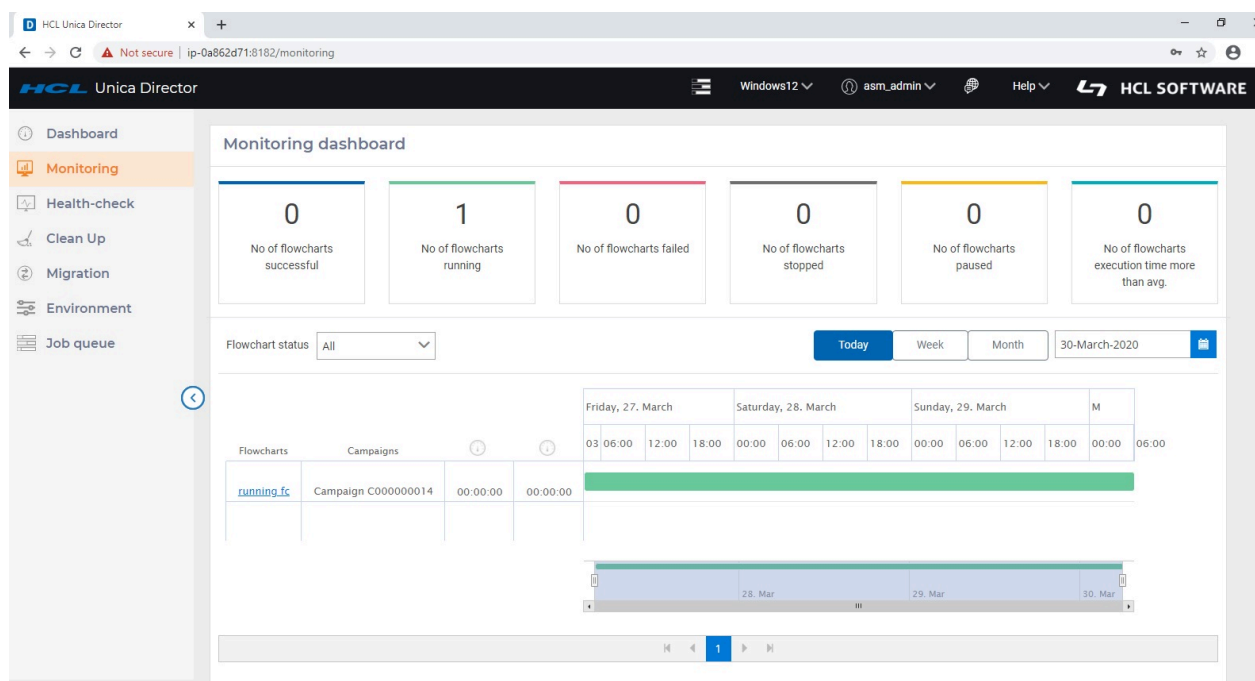 HCL Unica Director
Not secure | ip-0a862d71:8182/monitoring
HCL Unica Director
Windows12
asm_admin
Help
HCL SOFTWARE
Dashboard
Monitoring
Health-check
Clean Up
Migration
Environment
Job queue
Monitoring dashboard
0
No of flowcharts
successful
1
No of flowcharts
running
0
No of flowcharts failed
0
No of flowcharts
stopped
0
No of flowcharts
paused
0
No of flowcharts
execution time more
than avg.
Flowchart status
All
Today
Week
Month
30-March-2020
Friday, 27. March
Saturday, 28. March
Sunday, 29. March
M
Flowcharts
Campaigns
03 06:00 12:00 18:00 00:00 06:00 12:00 18:00 00:00 06:00 12:00 18:00 00:00 06:00
running fc
Campaign C000000014
00:00:00
00:00:00
28. Mar
29. Mar
30. Mar
1